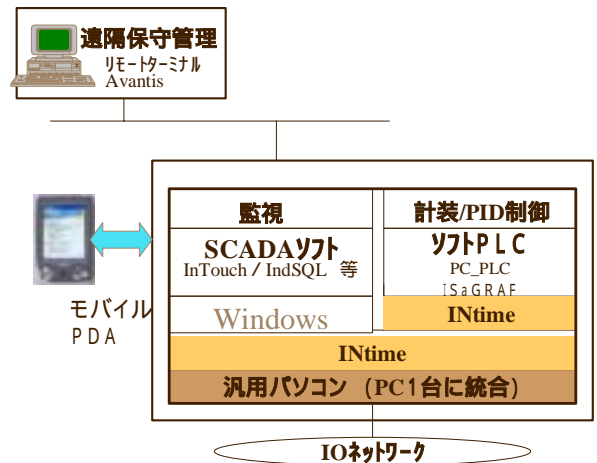 遠隔保守管理
リモートターミナル
Avantis
監視
SCADAソフト
InTouch / IndSQL 等
Windows
計装/PID制御
ソフトPLC
PC_PLC
ISaGRAF
INtime
INtime
汎用パソコン (PC1台に統合)
モバイル
PDA
IOネットワーク